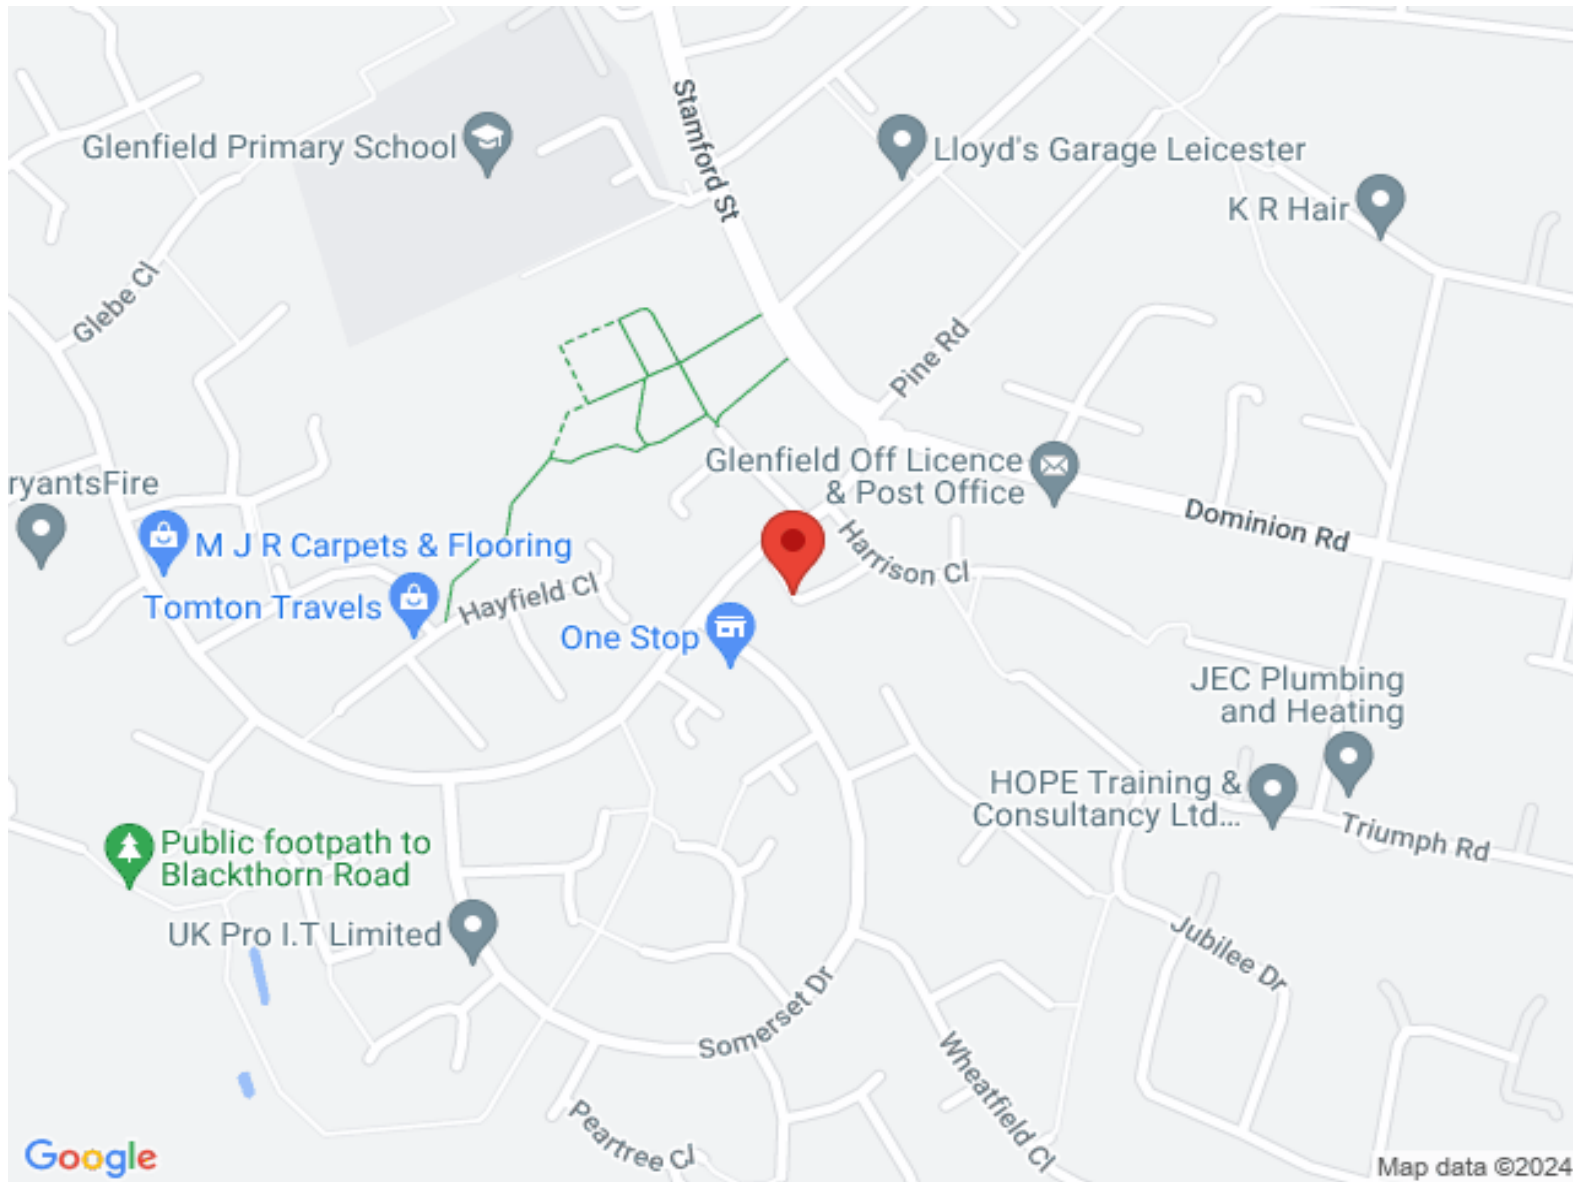 Stamford St
Glenfield Primary School
Lloyd's Garage Leicester
K R Hair
Glebe Cl
Pine Rd
Glenfield Off Licence
& Post Office
ryantsFire
Dominion Rd
M J R Carpets & Flooring
Harrison Cl
Hayfield Cl
Tomton Travels
One Stop
JEC Plumbing
and Heating
HOPE Training &
Consultancy Ltd...
Triumph Rd
Public footpath to
Blackthorn Road
UK Pro I.T Limited
Jubilee Dr
Somerset Dr
Wheatfield Cl
Peartree Cl
Google
Map data ©2024